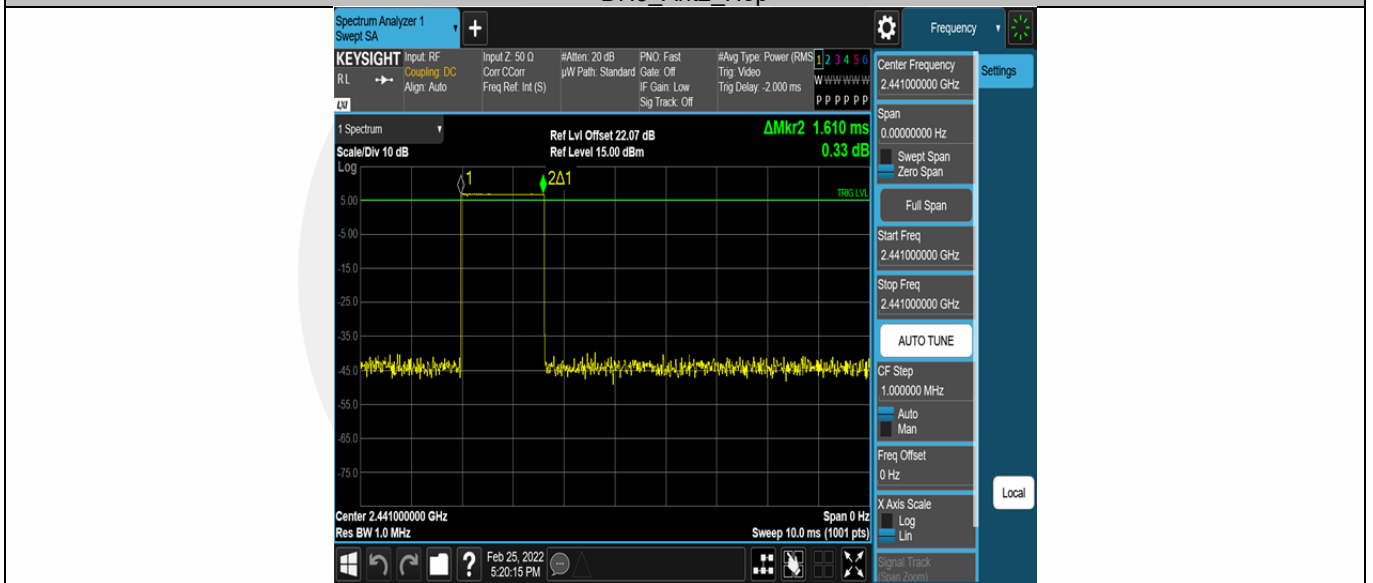 Spectrum Analyzer 1
Swept SA
+
Frequency
KEYSIGHT
RL
LXI
Input: RF
Coupling: DC
Align: Auto
Input Z: 50 Ω
Corr CCorr
Freq Ref: Int (S)
#Atten: 20 dB
µW Path: Standard
PNO: Fast
Gate: Off
IF Gain: Low
Sig Track: Off
#Avg Type: Power (RMS
Trig: Video
Trig Delay: -2.000 ms
1 2 3 4 5 6
W W W W W W
P P P P P P
Center Frequency
2.441000000 GHz
Settings
1 Spectrum
Scale/Div 10 dB
Log
Ref Lvl Offset 22.07 dB
Ref Level 15.00 dBm
ΔMkr2 1.610 ms
0.33 dB
1
2Δ1
TRIG LVL
5.00
-5.00
-15.0
-25.0
-35.0
-45.0
-55.0
-65.0
-75.0
Center 2.441000000 GHz
Res BW 1.0 MHz
Span 0 Hz
Sweep 10.0 ms (1001 pts)
Span
0.00000000 Hz
Swept Span
Zero Span
Full Span
Start Freq
2.441000000 GHz
Stop Freq
2.441000000 GHz
AUTO TUNE
CF Step
1.000000 MHz
Auto
Man
Freq Offset
0 Hz
X Axis Scale
Log
Lin
Signal Track
(Span Zoom)
Local
?
Feb 25, 2022
5:20:15 PM